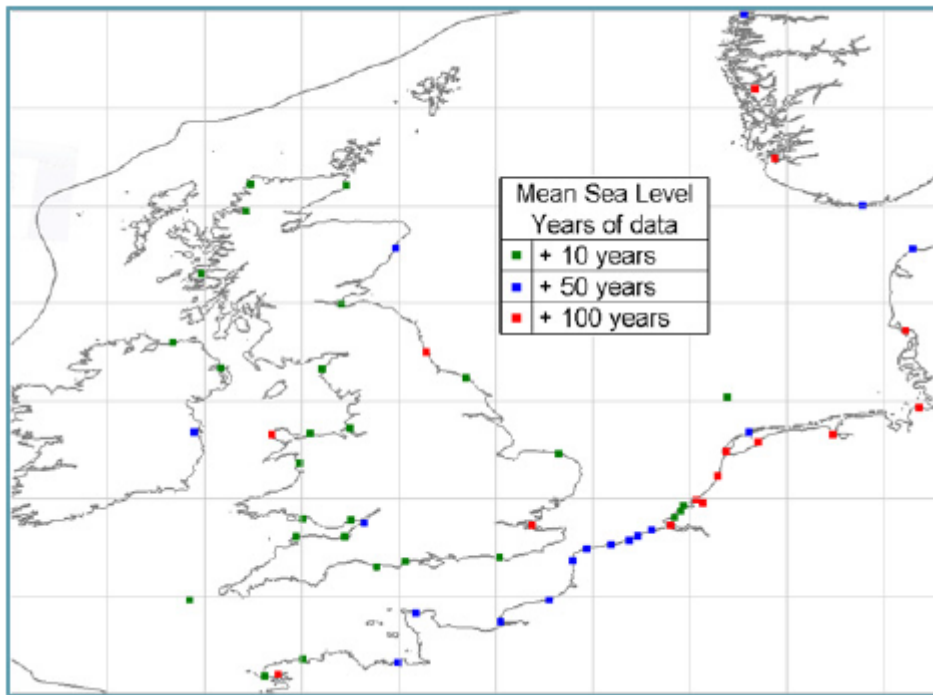 Mean Sea Level
Years of data
+ 10 years
+ 50 years
+ 100 years